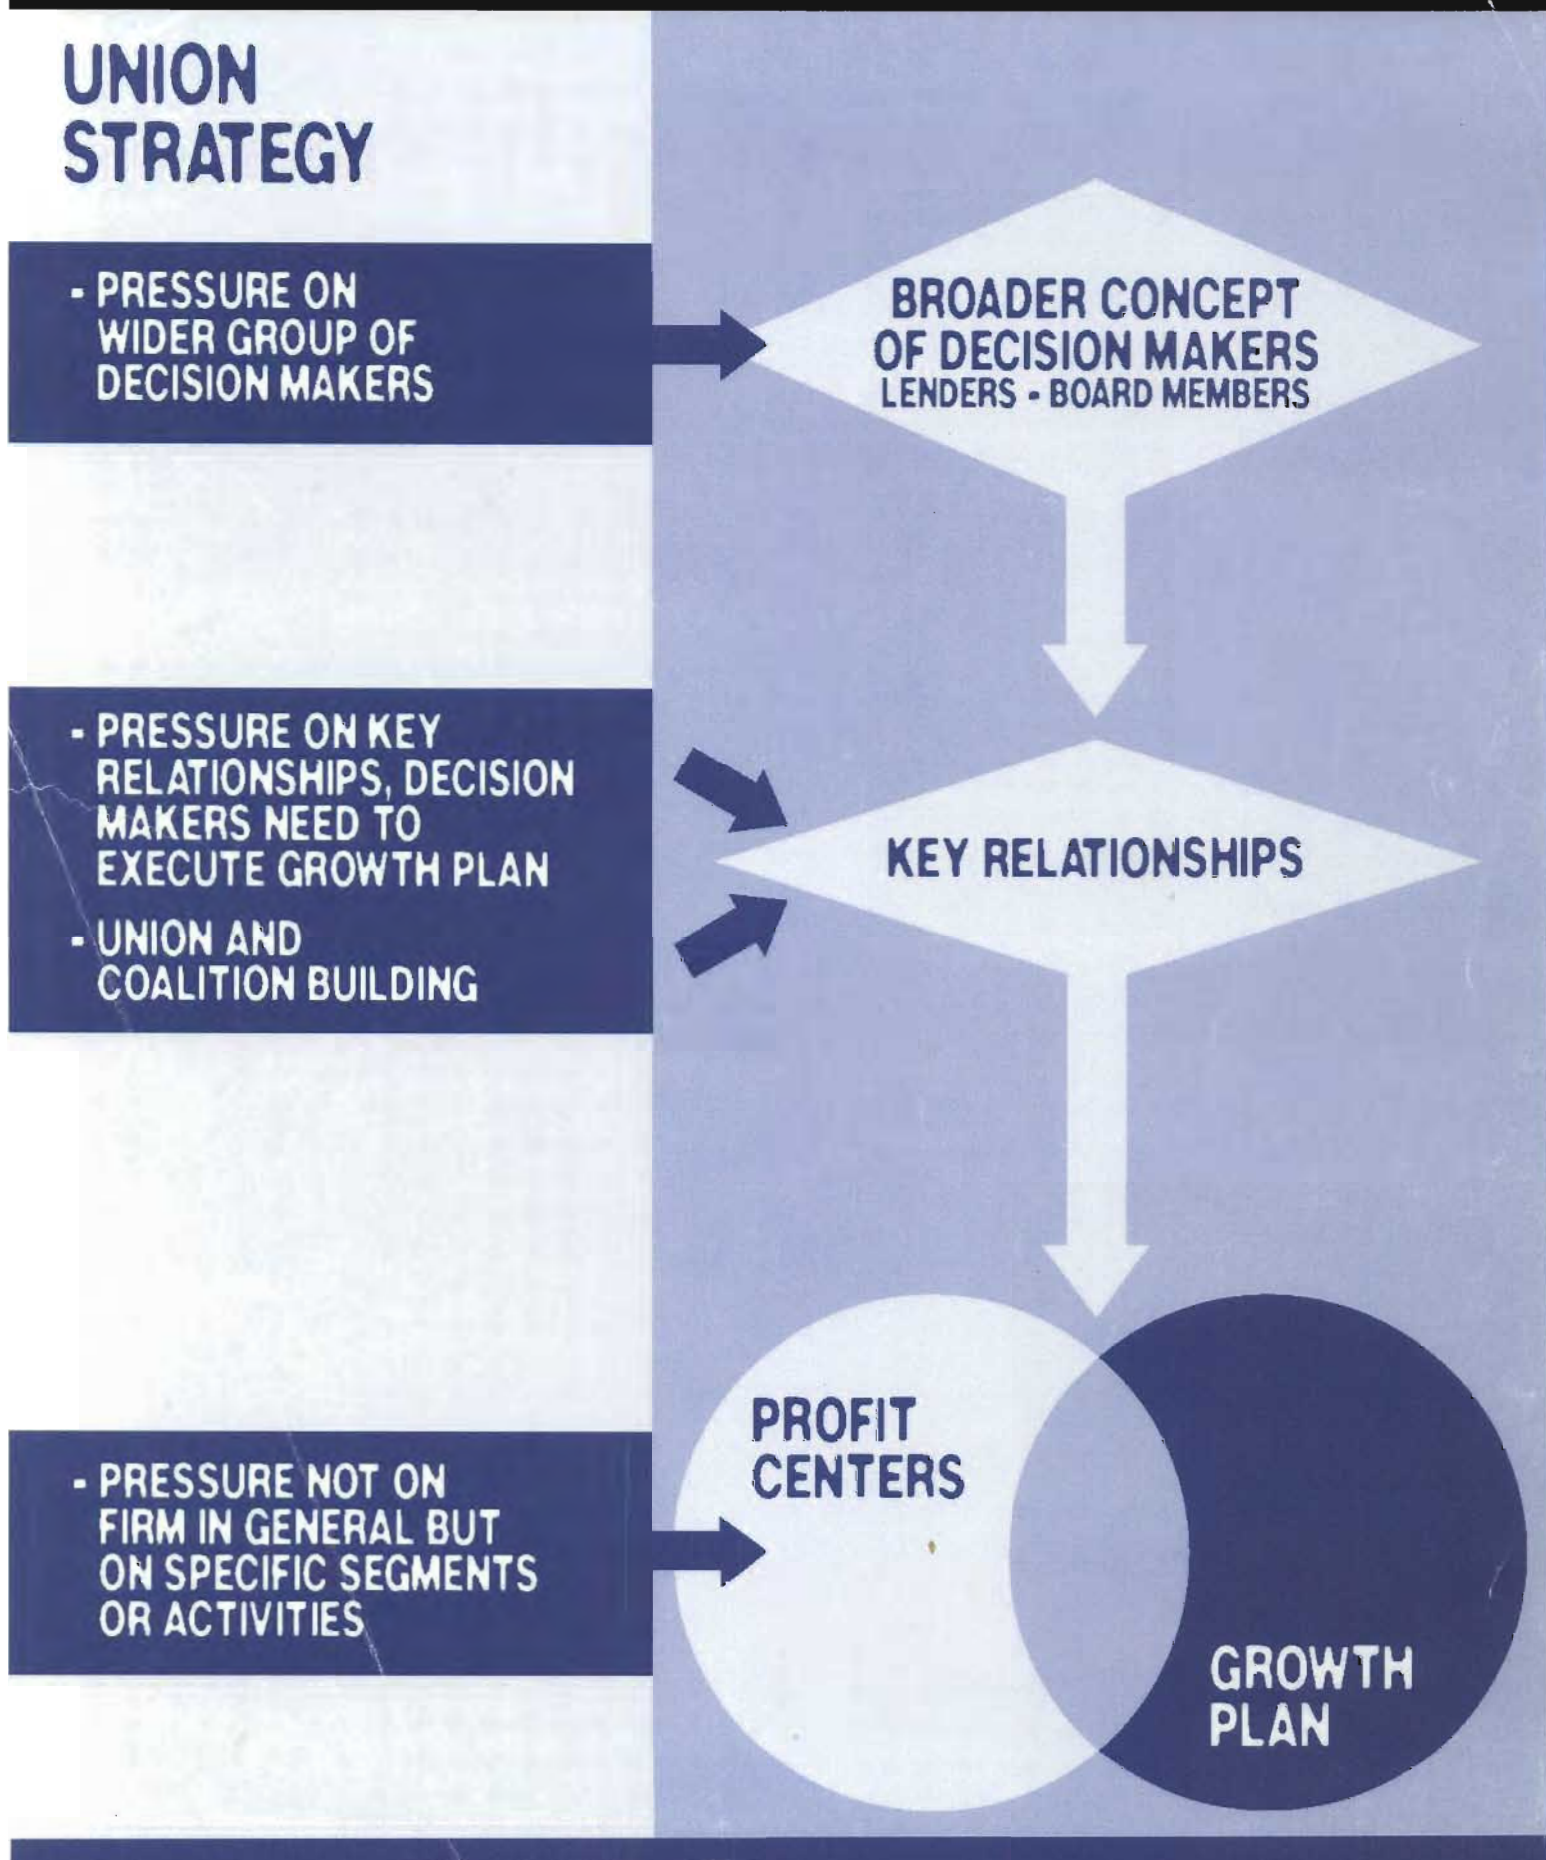 UNION
STRATEGY
- PRESSURE ON
WIDER GROUP OF
DECISION MAKERS
BROADER CONCEPT
OF DECISION MAKERS
LENDERS - BOARD MEMBERS
- PRESSURE ON KEY
RELATIONSHIPS, DECISION
MAKERS NEED TO
EXECUTE GROWTH PLAN
- UNION AND
COALITION BUILDING
KEY RELATIONSHIPS
- PRESSURE NOT ON
FIRM IN GENERAL BUT
ON SPECIFIC SEGMENTS
OR ACTIVITIES
PROFIT
CENTERS
GROWTH
PLAN